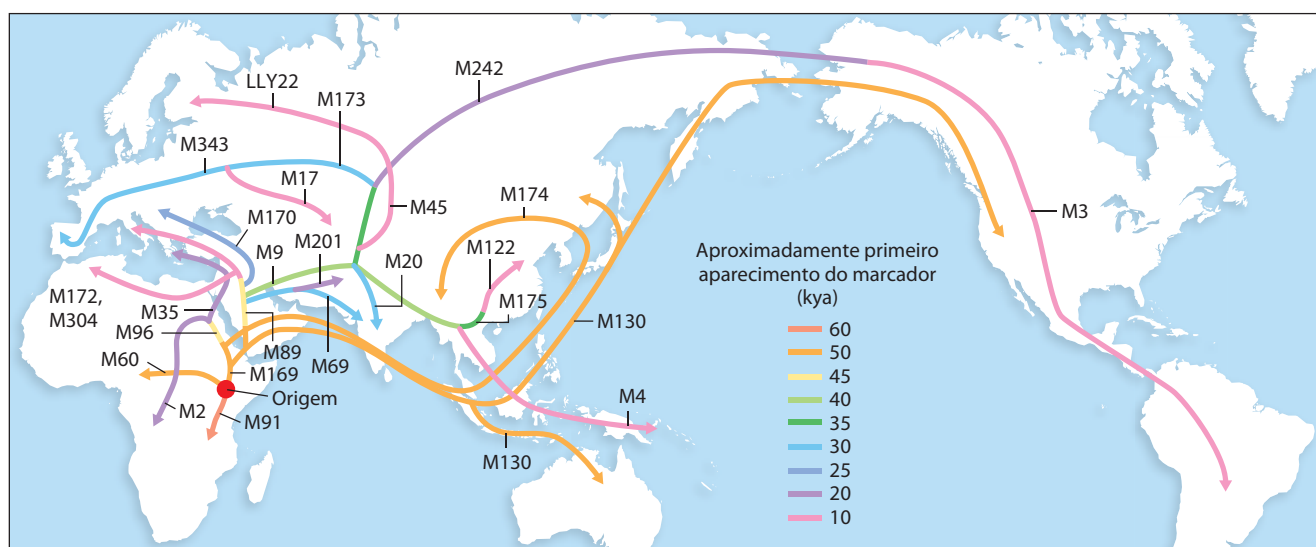 M242
LLY22
M173
M343
M17
M174
M45
M170
M9
M201
M122
M3
M20
M172,
M304
M35
M175
M96
M130
M89
M60
M69
M169
Origem
M2
M91
M4
M130
Aproximadamente primeiro
aparecimento do marcador
(kya)
60
50
45
40
35
30
25
20
10